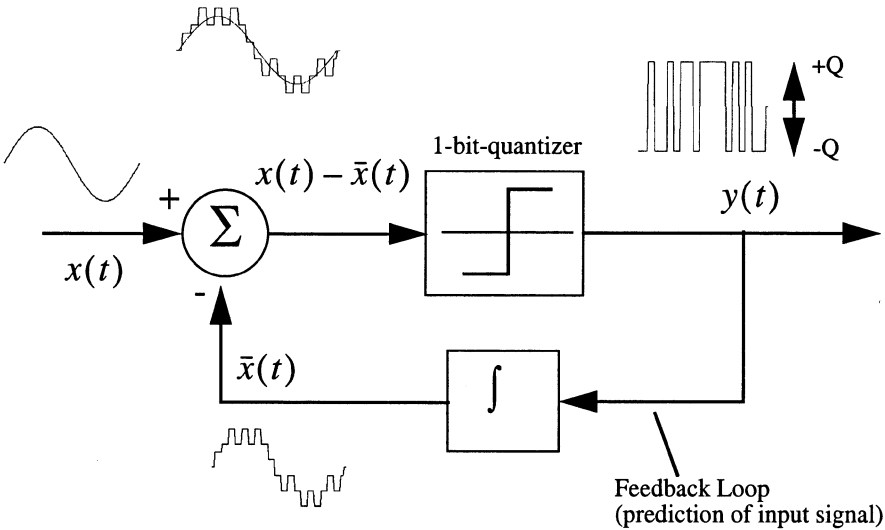 +Q
-Q
1-bit-quantizer
x(t) – x̄(t)
y(t)
+
Σ
x(t)
-
x̄(t)
∫
Feedback Loop
(prediction of input signal)